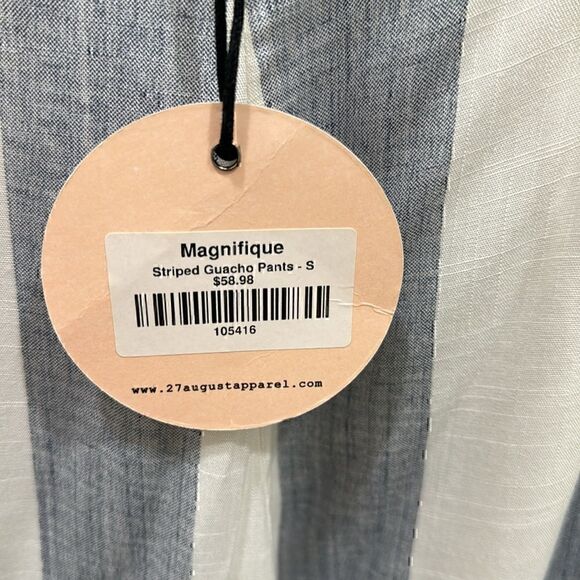 Magnifique
Striped Guacho Pants - S
$58.98
105416
www.27augustapparel.com